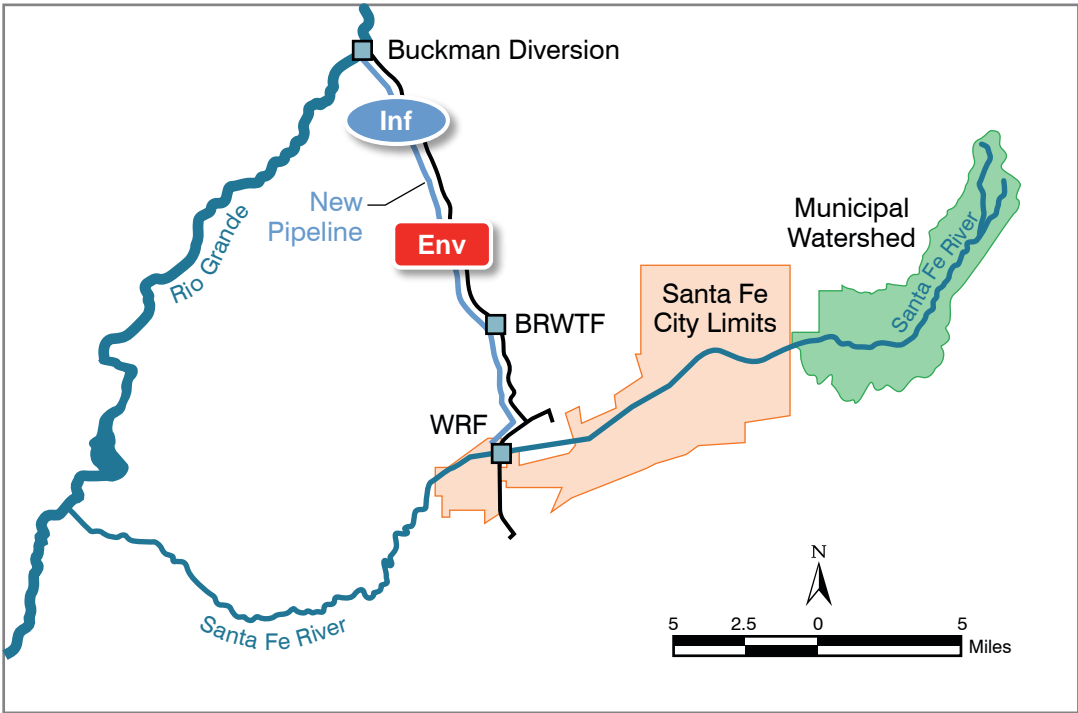 Buckman Diversion
Inf
New
Pipeline
Env
Rio Grande
Municipal
Watershed
Santa Fe River
Santa Fe
City Limits
BRWTF
WRF
Santa Fe River
N
5 2.5 0 5
Miles